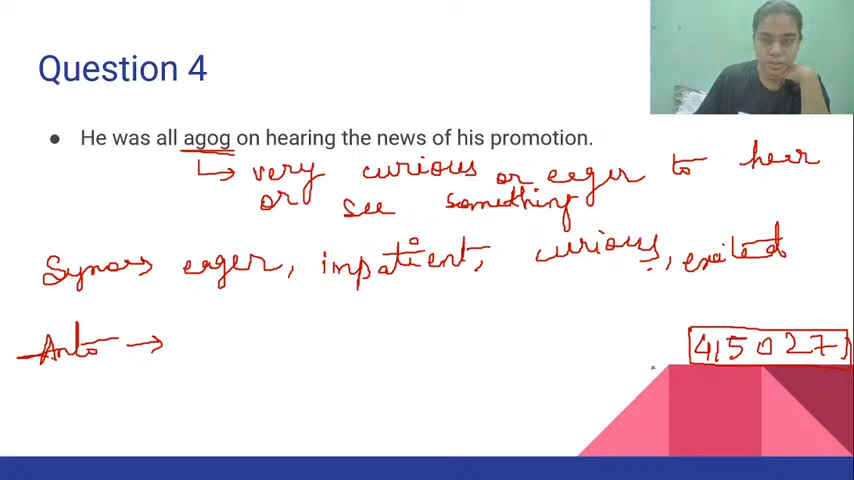 Question 4
● He was all agog on hearing the news of his promotion.
↳ very curious or eager to hear
or see something
Synon → eager, impatient, curious, excited
Anto →
415027